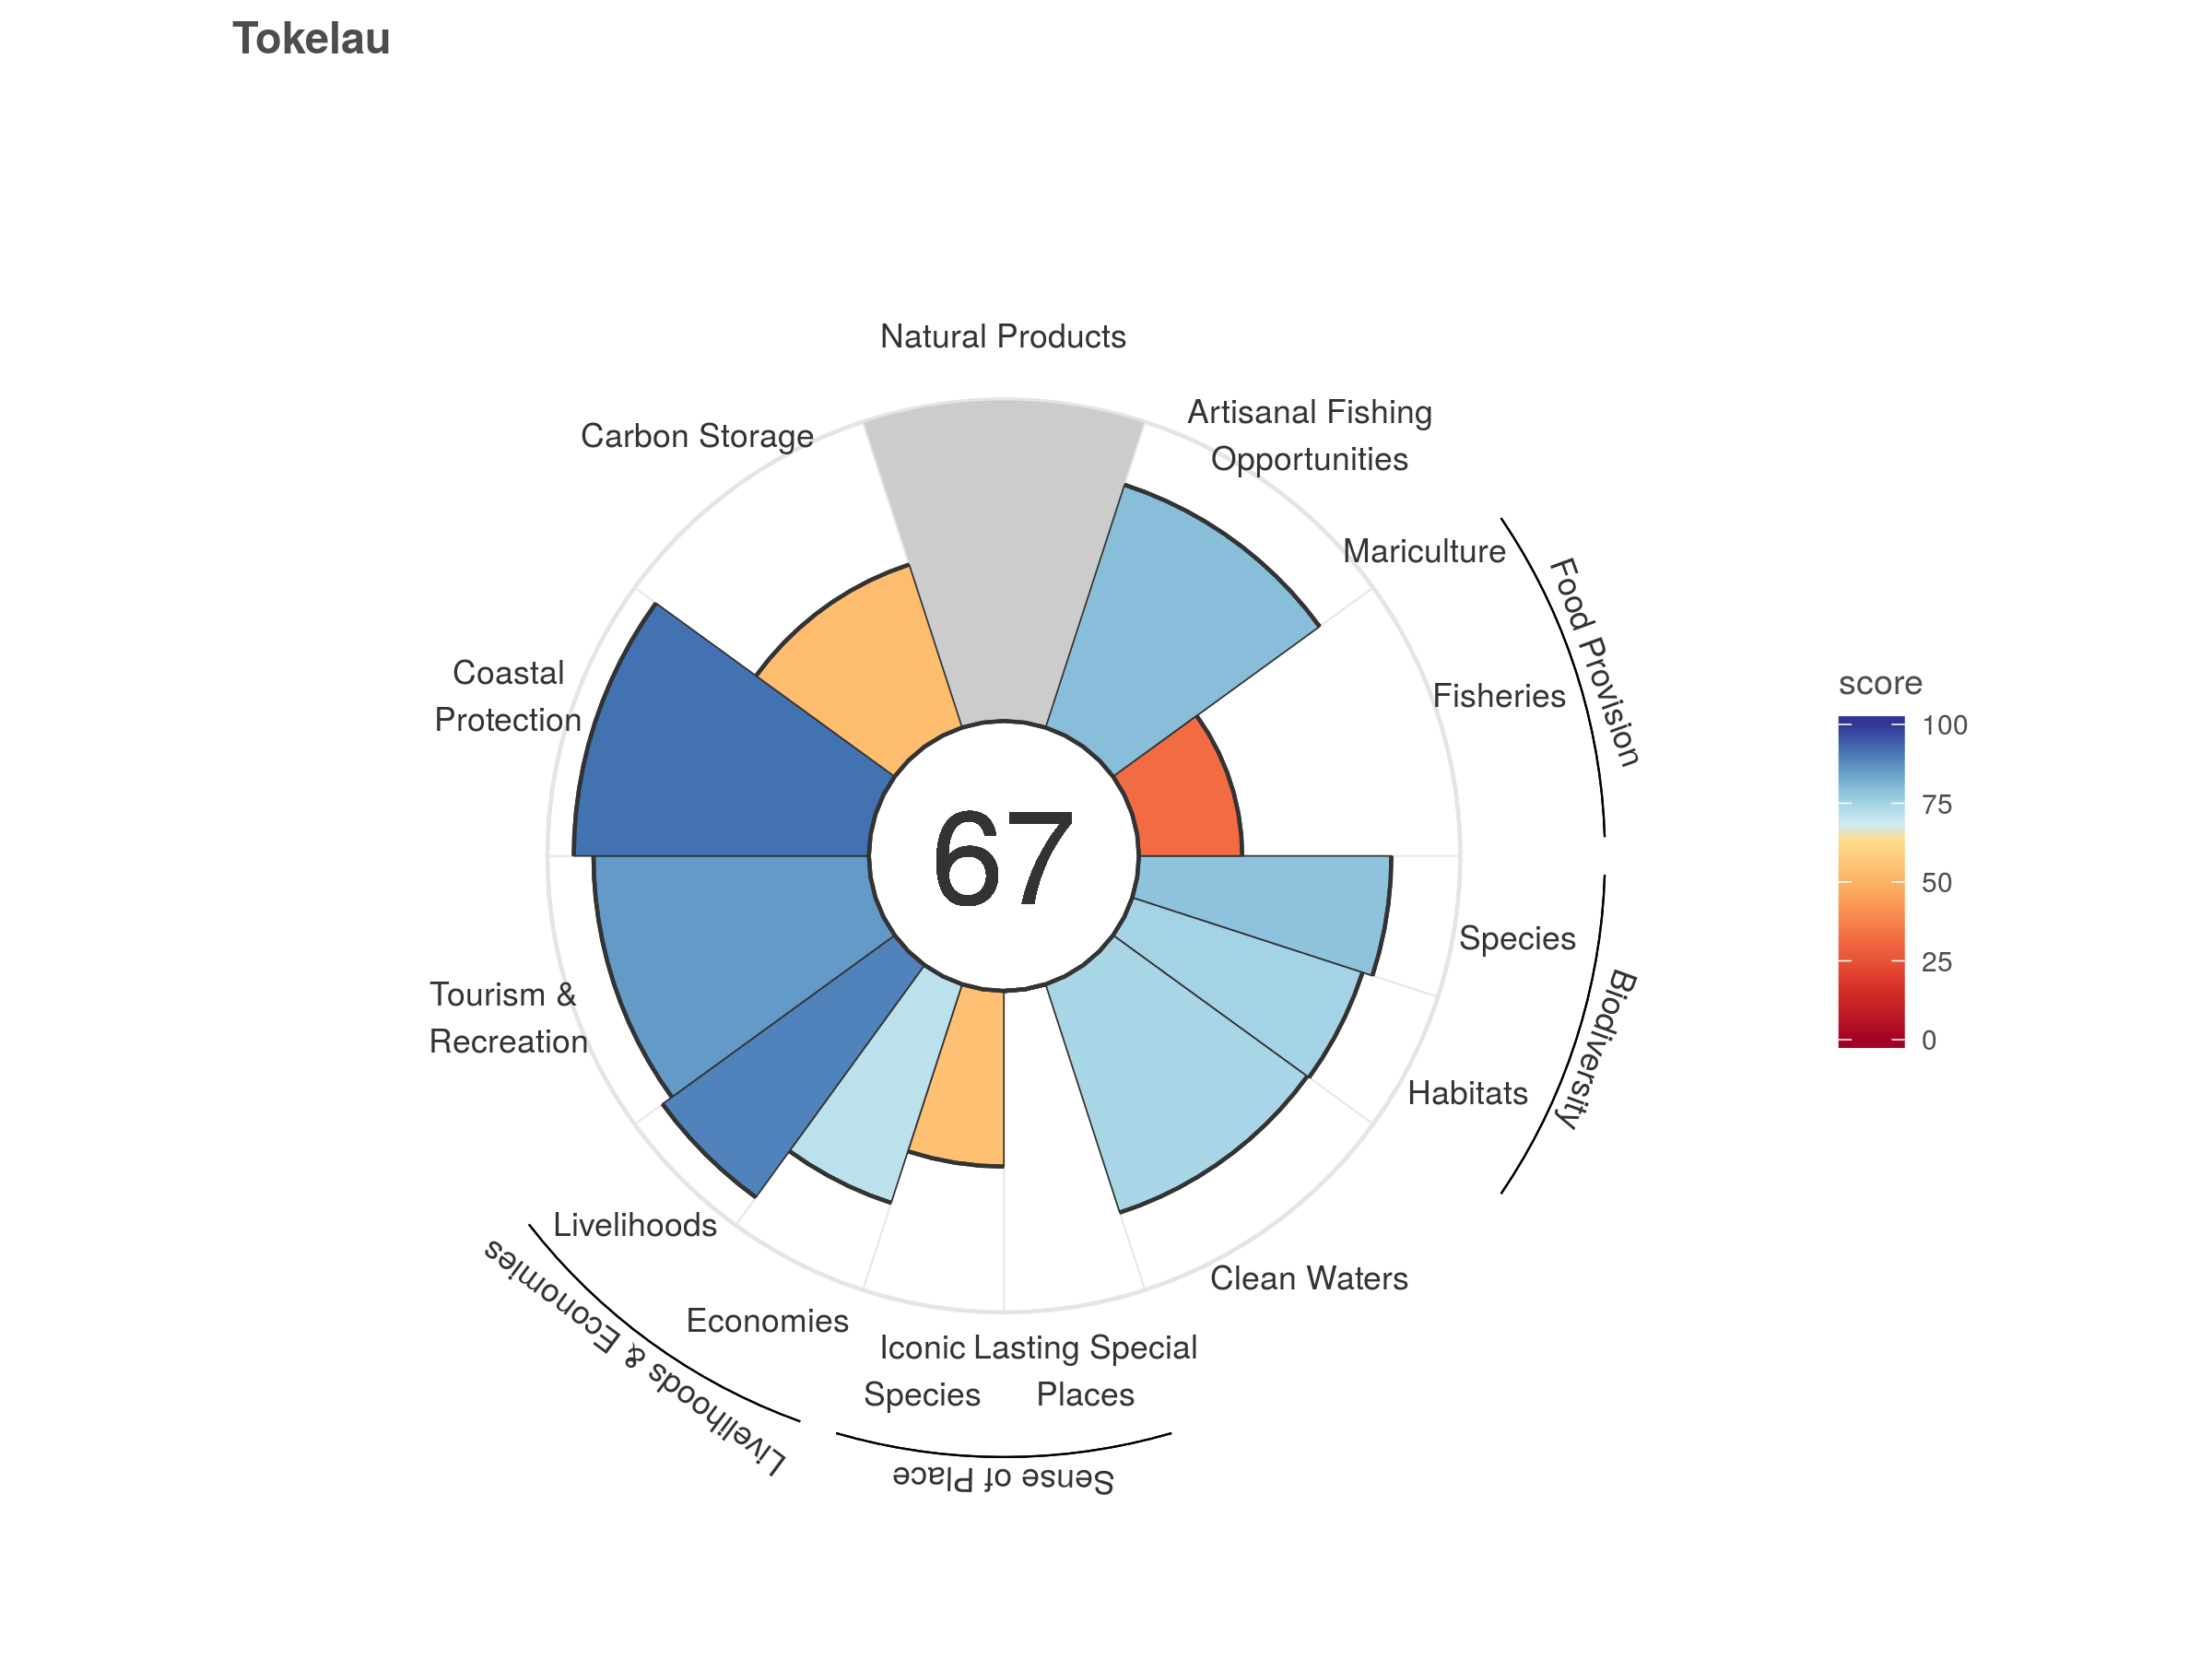 Tokelau
Natural Products
Artisanal Fishing
Opportunities
Carbon Storage
Mariculture
Food Provision
Fisheries
Coastal
Protection
score
100
75
50
25
0
67
Species
Biodiversity
Habitats
Tourism &
Recreation
Livelihoods
Livelihoods & Economies
Economies
Clean Waters
Iconic
Species
Lasting Special
Places
Sense of Place